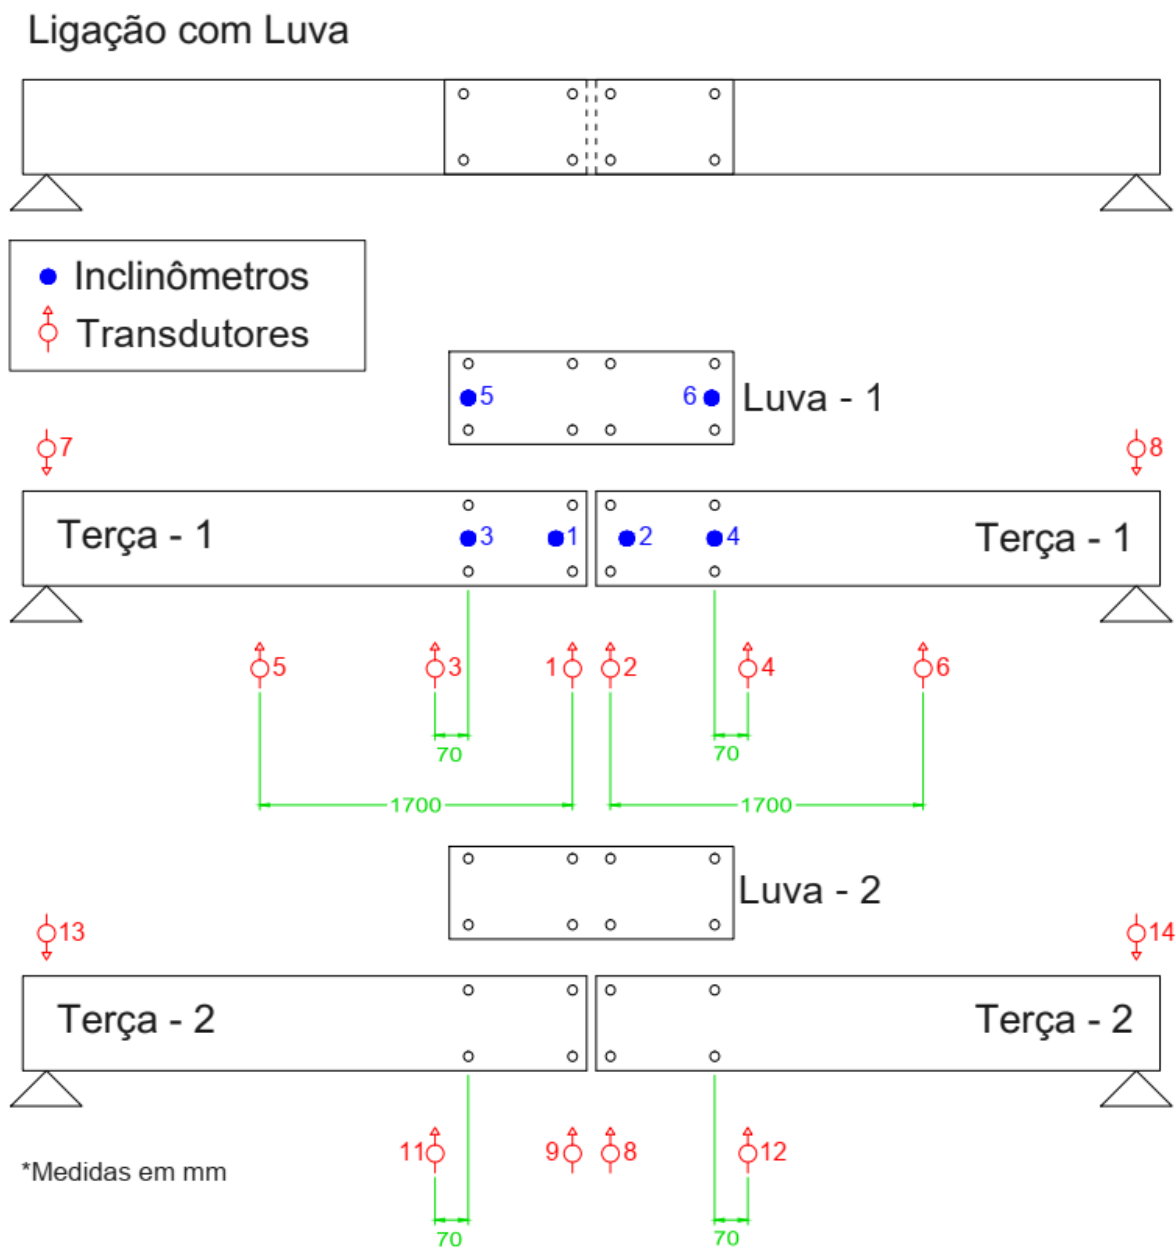 Ligação com Luva
Inclinômetros
Transdutores
5 6 Luva - 1
7 8
Terça - 1 3 1 2 4 Terça - 1
5 3 1 2 4 6
70 70
1700 1700
Luva - 2
13 14
Terça - 2 Terça - 2
11 9 8 12
*Medidas em mm
70 70